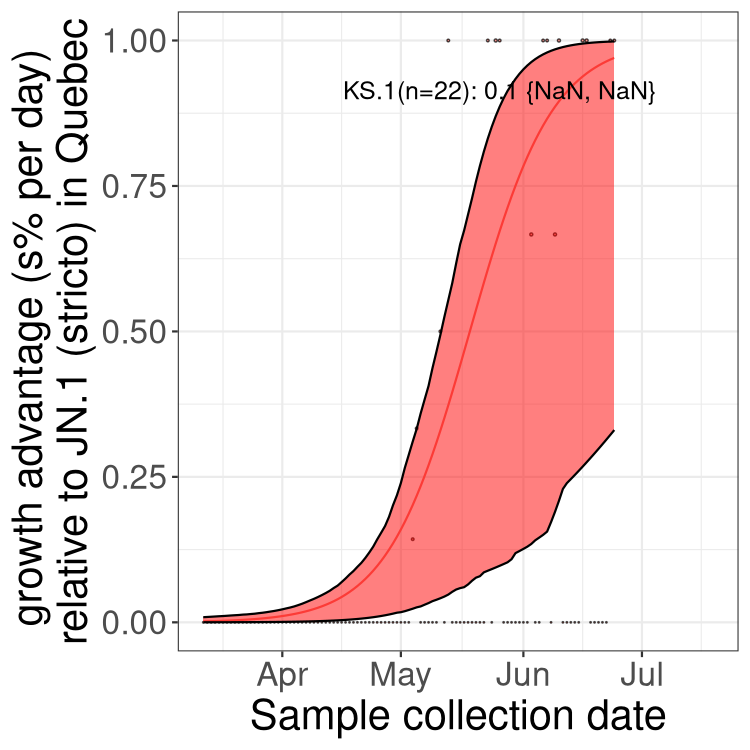 growth advantage (s% per day)
relative to JN.1 (stricto) in Quebec
1.00
0.75
0.50
0.25
0.00
KS.1(n=22): 0.1 {NaN, NaN}
Apr
May
Jun
Jul
Sample collection date